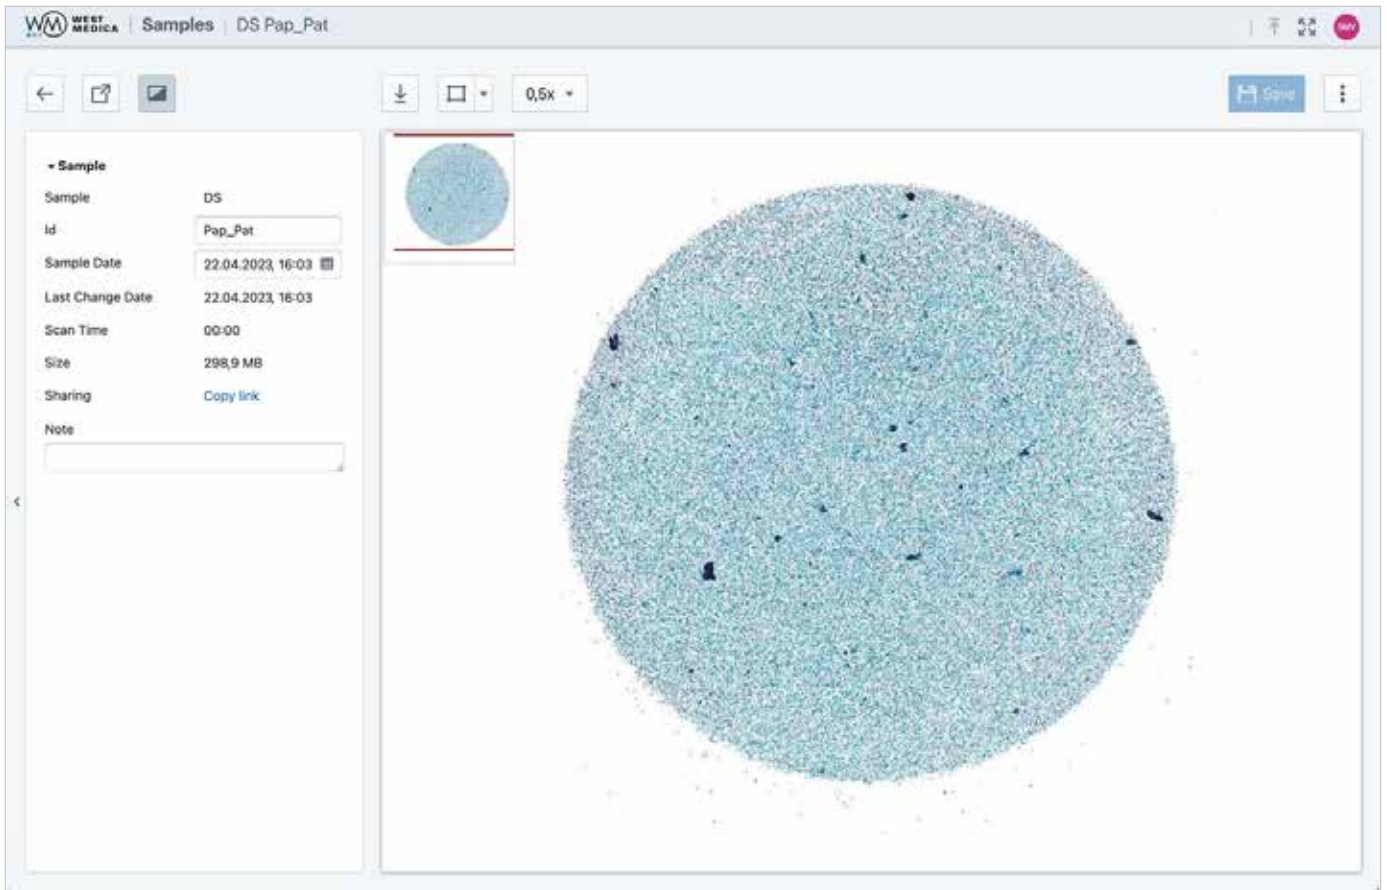 WM WEST MEDICA | Samples | DS Pap_Pat
0,5x
Save
Sample
Sample DS
Id Pap_Pat
Sample Date 22.04.2023, 16:03
Last Change Date 22.04.2023, 16:03
Scan Time 00:00
Size 298,9 MB
Sharing Copy link
Note